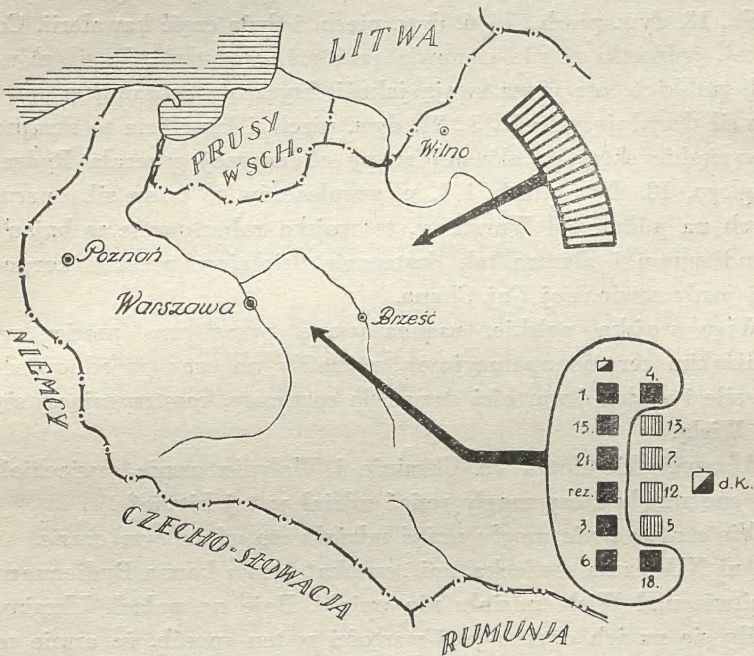 LITWA
PRUSY
WSCH.
Wilno
Poznań
Warszawa
Brześć
NIEMCY
4.
1.
15.
13.
21.
7.
rez.
12.
d.K.
3.
5
6.
18.
CZECHO-SŁOWACJA
RUMUNJA